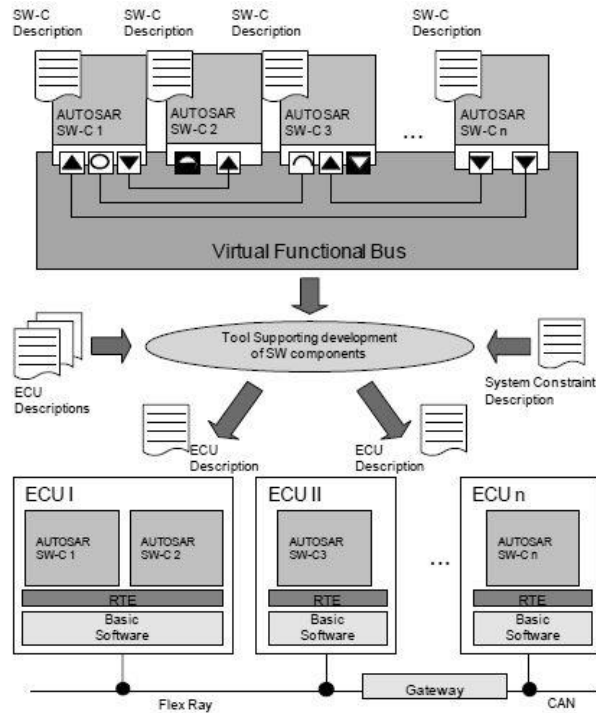 SW-C
Description
SW-C
Description
SW-C
Description
SW-C
Description
AUTOSAR
SW-C 1
AUTOSAR
SW-C 2
AUTOSAR
SW-C 3
...
AUTOSAR
SW-C n
Virtual Functional Bus
Tool Supporting development
of SW components
ECU
Descriptions
System Constraint
Description
ECU
Description
ECU
Description
ECU I
ECU II
ECU n
AUTOSAR
SW-C 1
AUTOSAR
SW-C 2
AUTOSAR
SW-C3
...
AUTOSAR
SW-C n
RTE
RTE
RTE
Basic
Software
Basic
Software
Basic
Software
Flex Ray
Gateway
CAN